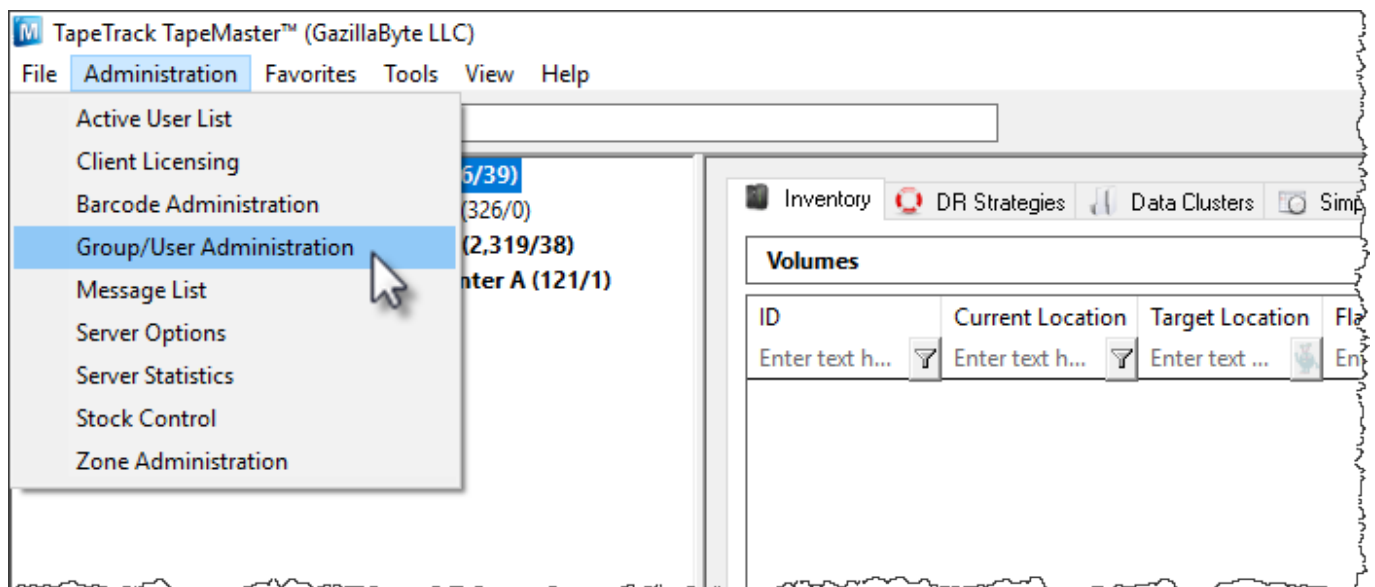 TapeTrack TapeMaster™ (GazillaByte LLC)
File Administration Favorites Tools View Help
Active User List
Client Licensing
Barcode Administration
Group/User Administration
Message List
Server Options
Server Statistics
Stock Control
Zone Administration
6/39)
(326/0)
(2,319/38)
nter A (121/1)
Inventory DR Strategies Data Clusters Simp
Volumes
ID Current Location Target Location Fla
Enter text h... Enter text h... Enter text ... En